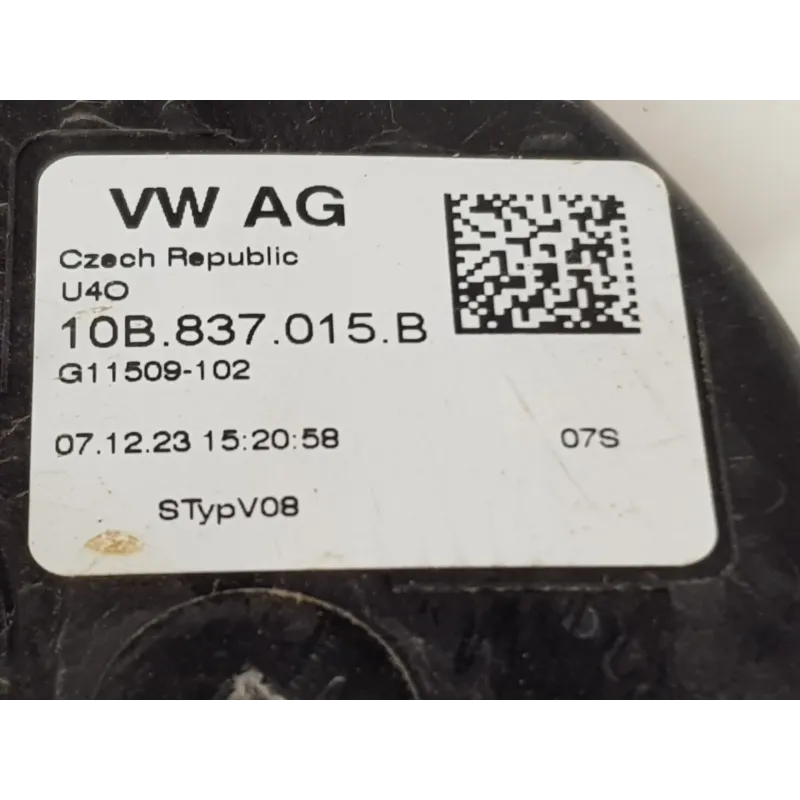 VW AG
Czech Republic
U4O
10B.837.015.B
G11509-102
07.12.23 15:20:58 07S
STypV08